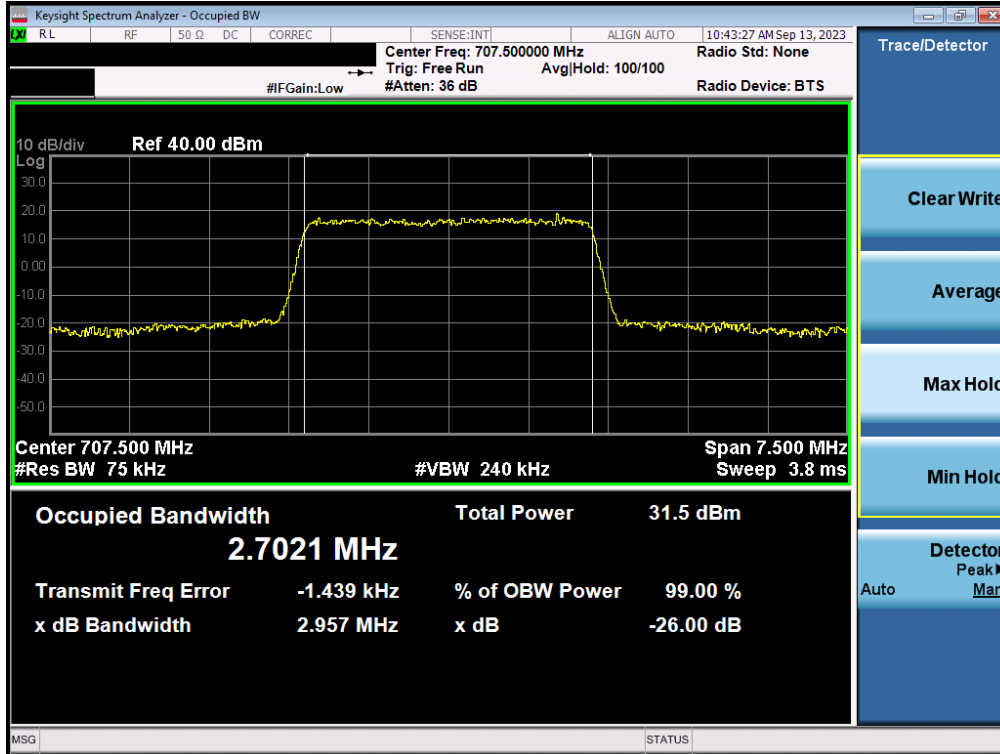 Keysight Spectrum Analyzer - Occupied BW
LXI RL RF 50 Ω DC CORREC SENSE:INT ALIGN AUTO 10:43:27 AM Sep 13, 2023
Center Freq: 707.500000 MHz Radio Std: None
Trig: Free Run Avg|Hold: 100/100
#IFGain:Low #Atten: 36 dB Radio Device: BTS
10 dB/div Ref 40.00 dBm
Log
30.0
20.0
10.0
0.00
-10.0
-20.0
-30.0
-40.0
-50.0
Center 707.500 MHz Span 7.500 MHz
#Res BW 75 kHz #VBW 240 kHz Sweep 3.8 ms
Occupied Bandwidth Total Power 31.5 dBm
2.7021 MHz
Transmit Freq Error -1.439 kHz % of OBW Power 99.00 %
x dB Bandwidth 2.957 MHz x dB -26.00 dB
MSG STATUS
Trace/Detector
Clear Write
Average
Max Hold
Min Hold
Detector
Peak
Auto Man